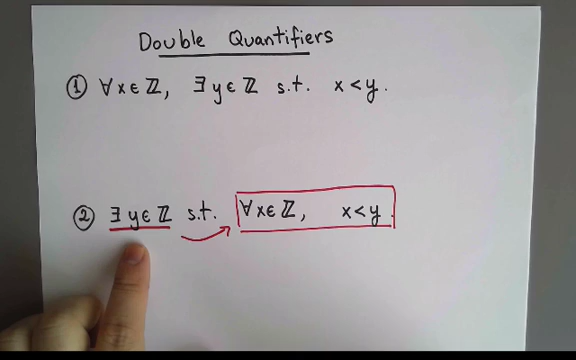 Double Quantifiers
① ∀x∈ℤ, ∃y∈ℤ s.t. x<y.
② ∃y∈ℤ s.t. ∀x∈ℤ, x<y.